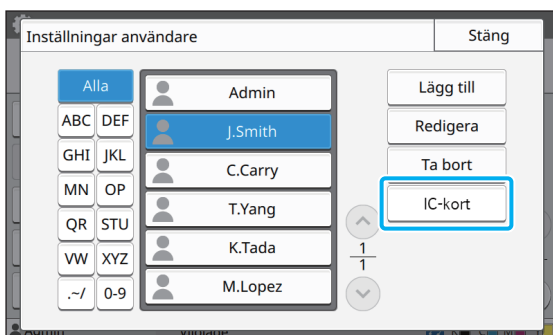 Inställningar användare
Stäng
Alla
ABC DEF
GHI JKL
MN OP
QR STU
VW XYZ
.~/ 0-9
Admin
J.Smith
C.Carry
T.Yang
K.Tada
M.Lopez
1
1
Lägg till
Redigera
Ta bort
IC-kort